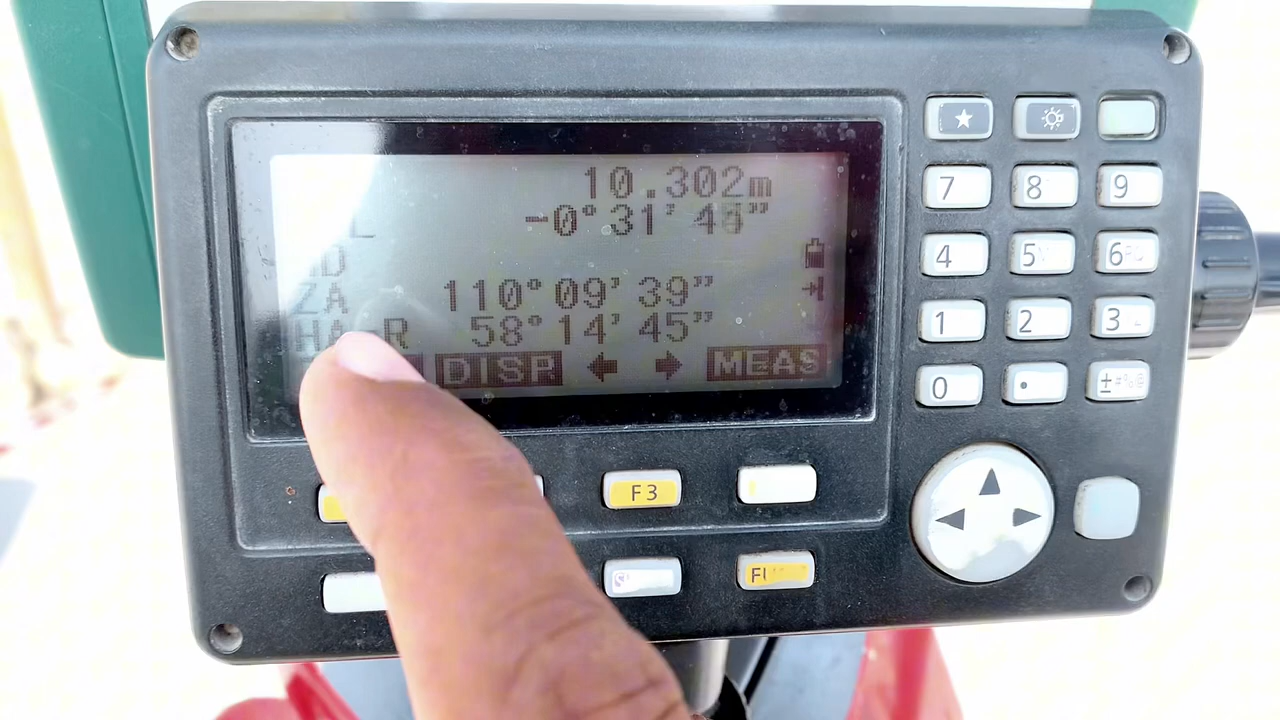 10.302m
-0°31'
ZA 110°09'39"
HA-R 58°14'45"
DISP ← → MEAS
7 8 9
4 5 6
1 2 3
0 . ±#%@
F3